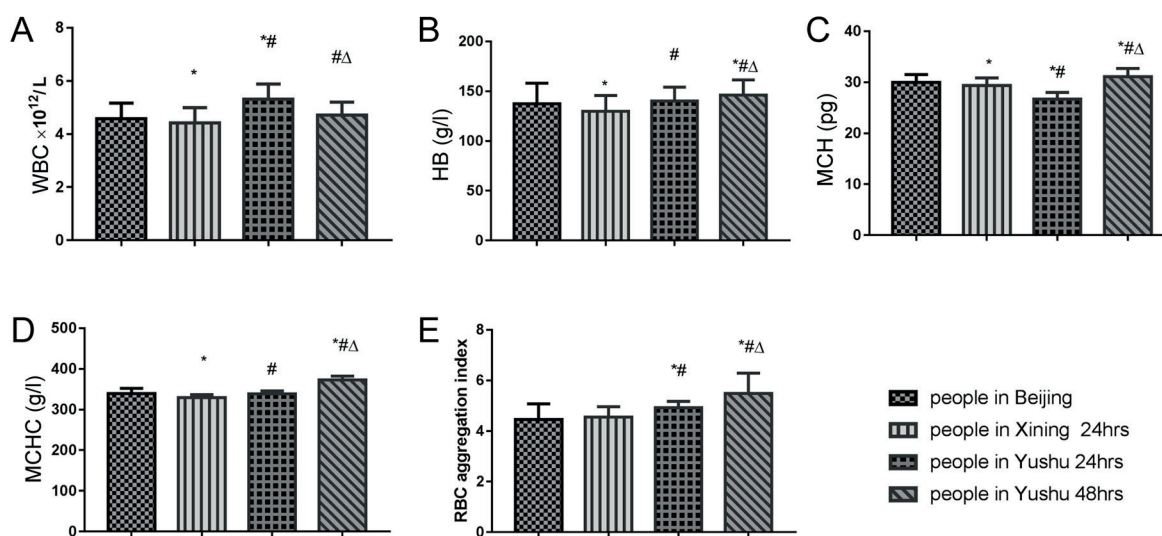 A
WBC ×10¹²/L
8
6
4
2
0
*
*#
#Δ
B
HB (g/l)
200
150
100
50
0
*
#
*#Δ
C
MCH (pg)
40
30
20
10
0
*
*#
*#Δ
D
MCHC (g/l)
500
400
300
200
100
0
*
#
*#Δ
E
RBC aggregation index
8
6
4
2
0
*#
*#Δ
people in Beijing
people in Xining 24hrs
people in Yushu 24hrs
people in Yushu 48hrs